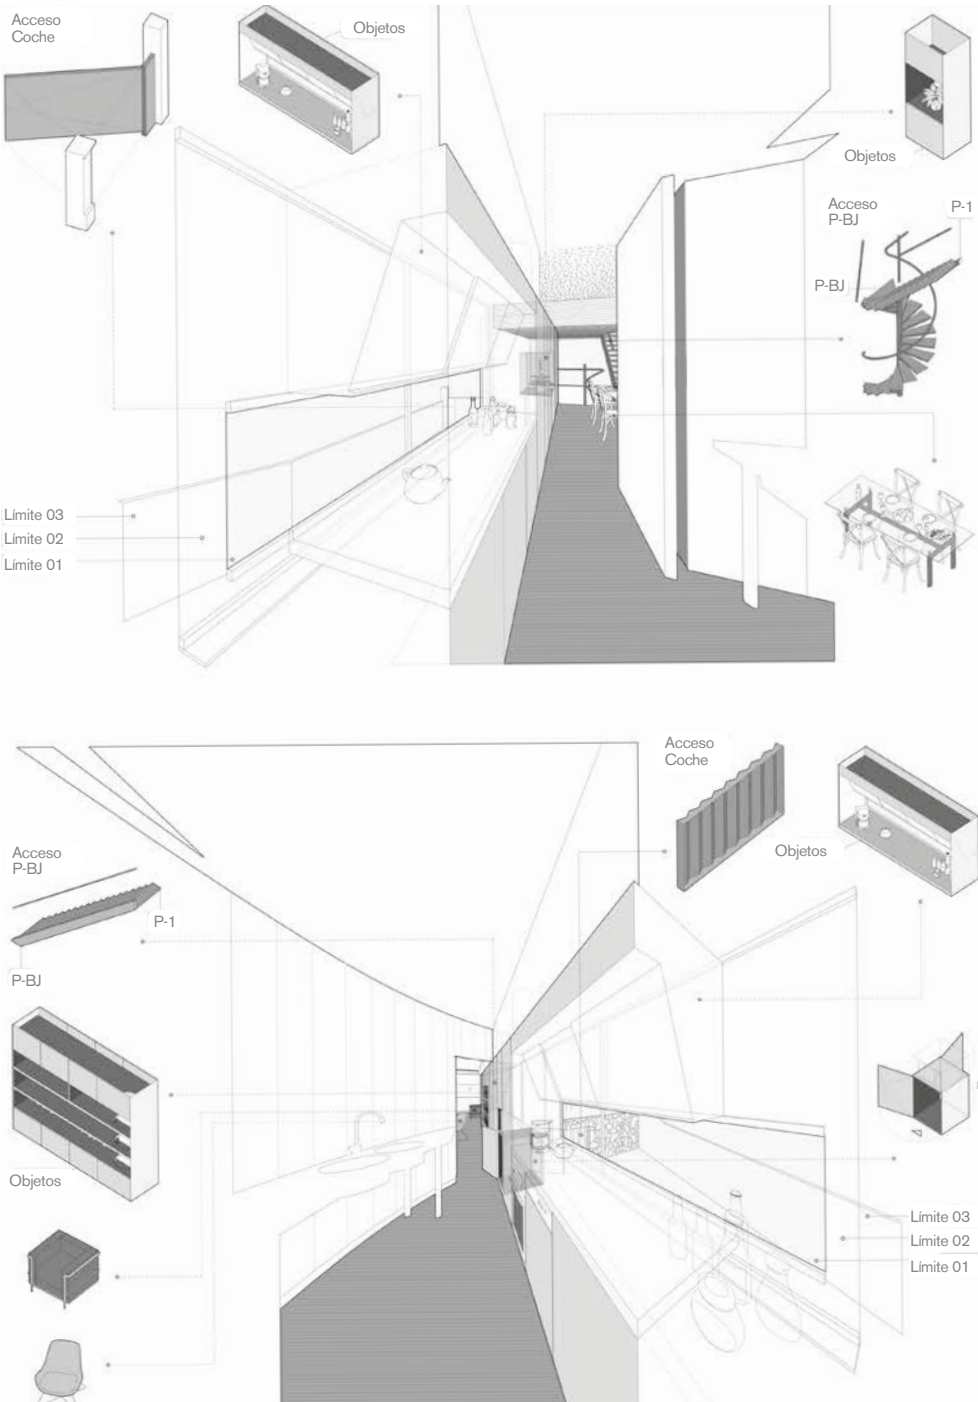 Acceso
Coche
Objetos
Objetos
Acceso
P-BJ
P-1
P-BJ
Límite 03
Límite 02
Límite 01
Acceso
Coche
Objetos
Acceso
P-BJ
P-1
P-BJ
Objetos
Límite 03
Límite 02
Límite 01